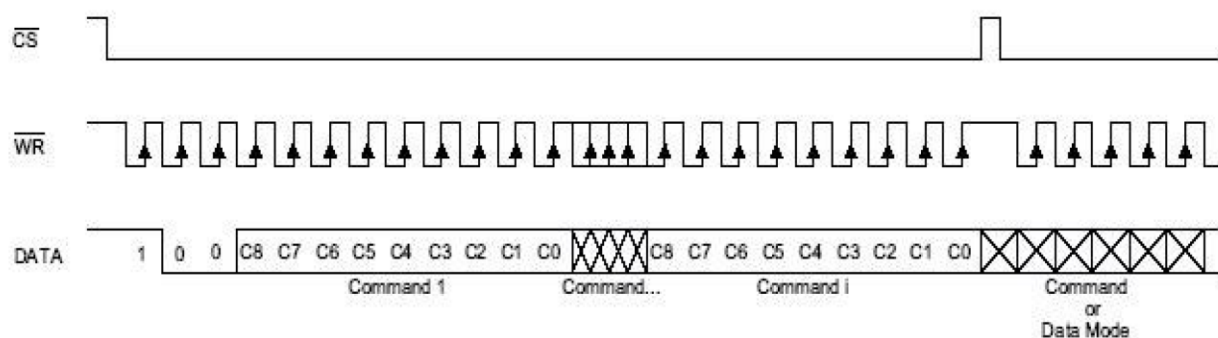 CS
WR
DATA 1 0 0 C8 C7 C6 C5 C4 C3 C2 C1 C0 C8 C7 C6 C5 C4 C3 C2 C1 C0
Command 1 Command... Command i Command
or
Data Mode